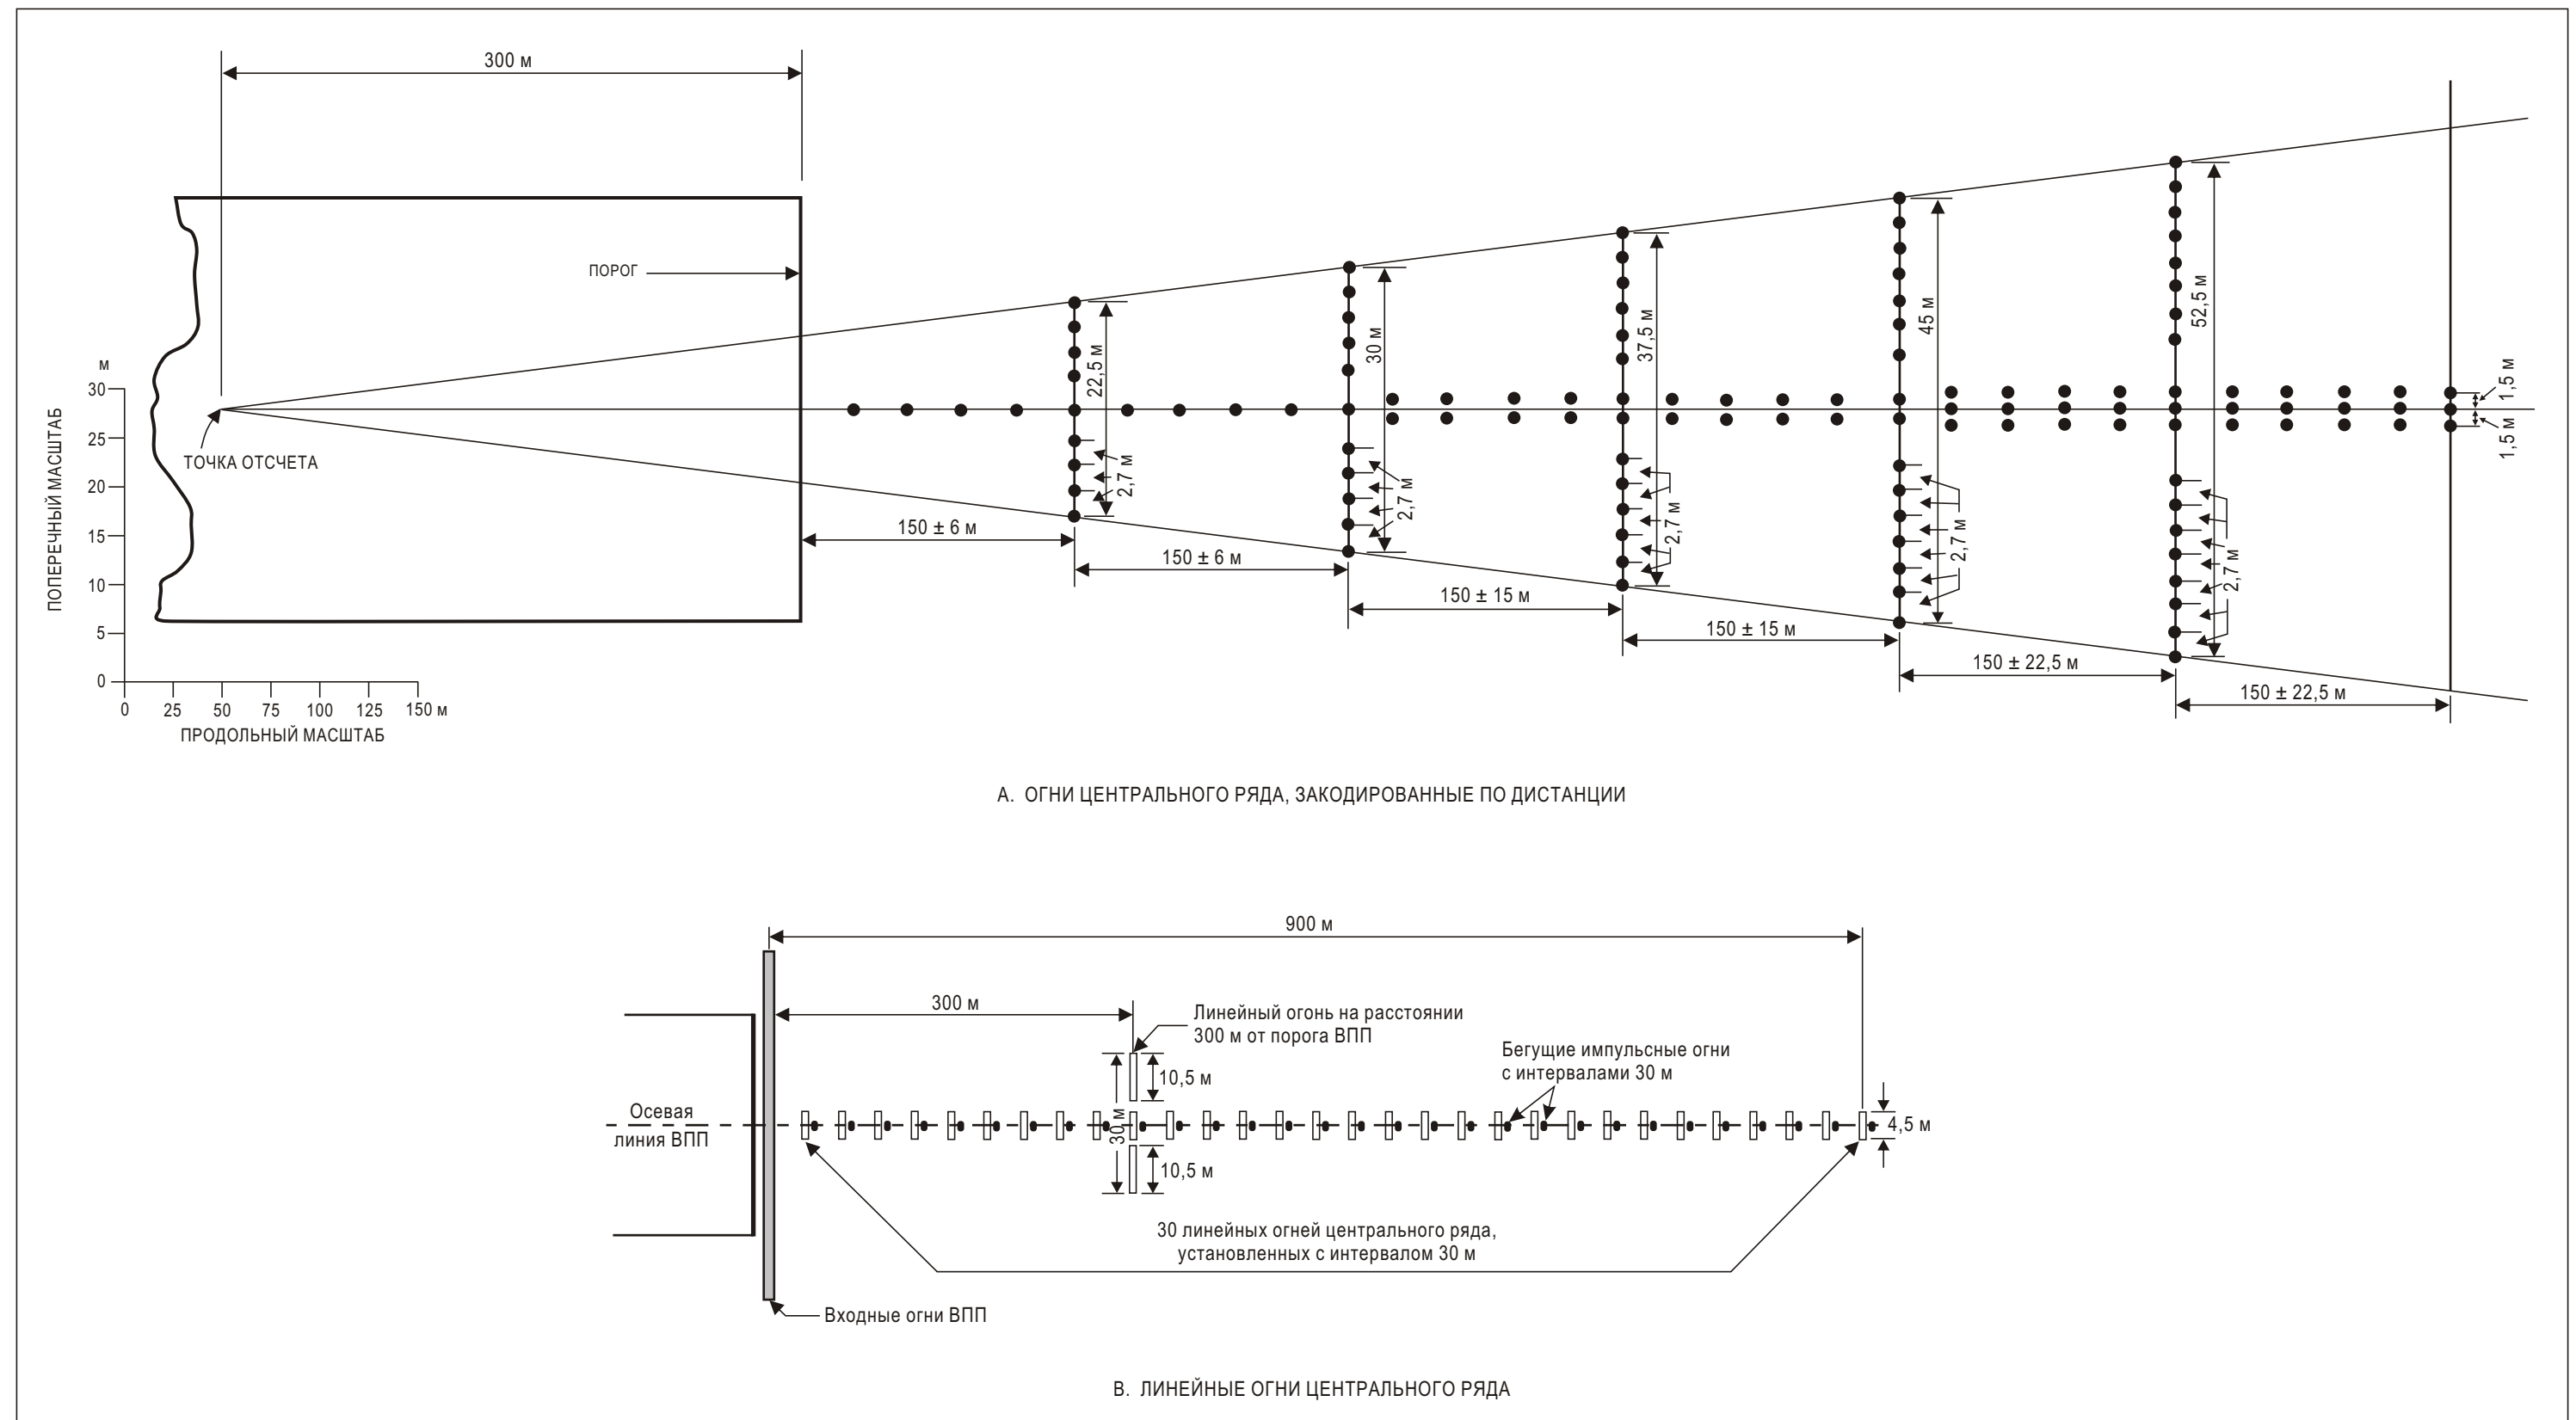 300 м
ПОРОГ
ТОЧКА ОТСЧЕТА
м
30
25
20
15
10
5
0
ПОПЕРЕЧНЫЙ МАСШТАБ
0 25 50 75 100 125 150 м
ПРОДОЛЬНЫЙ МАСШТАБ
22,5 м
2,7 м
30 м
2,7 м
37,5 м
2,7 м
45 м
2,7 м
52,5 м
2,7 м
1,5 м
1,5 м
150 ± 6 м
150 ± 6 м
150 ± 15 м
150 ± 15 м
150 ± 22,5 м
150 ± 22,5 м
А. ОГНИ ЦЕНТРАЛЬНОГО РЯДА, ЗАКОДИРОВАННЫЕ ПО ДИСТАНЦИИ
900 м
300 м
Линейный огонь на расстоянии
300 м от порога ВПП
Бегущие импульсные огни
с интервалами 30 м
10,5 м
30 м
10,5 м
Осевая
линия ВПП
4,5 м
30 линейных огней центрального ряда,
установленных с интервалом 30 м
Входные огни ВПП
В. ЛИНЕЙНЫЕ ОГНИ ЦЕНТРАЛЬНОГО РЯДА